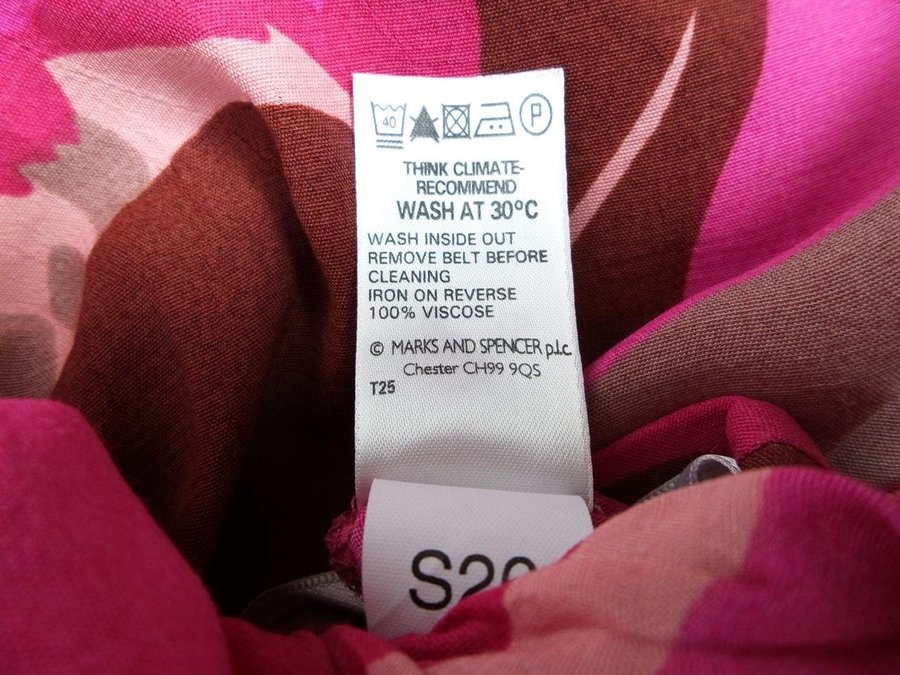 40
P
THINK CLIMATE-
RECOMMEND
WASH AT 30°C
WASH INSIDE OUT
REMOVE BELT BEFORE
CLEANING
IRON ON REVERSE
100% VISCOSE
© MARKS AND SPENCER p.l.c.
Chester CH99 9QS
T25